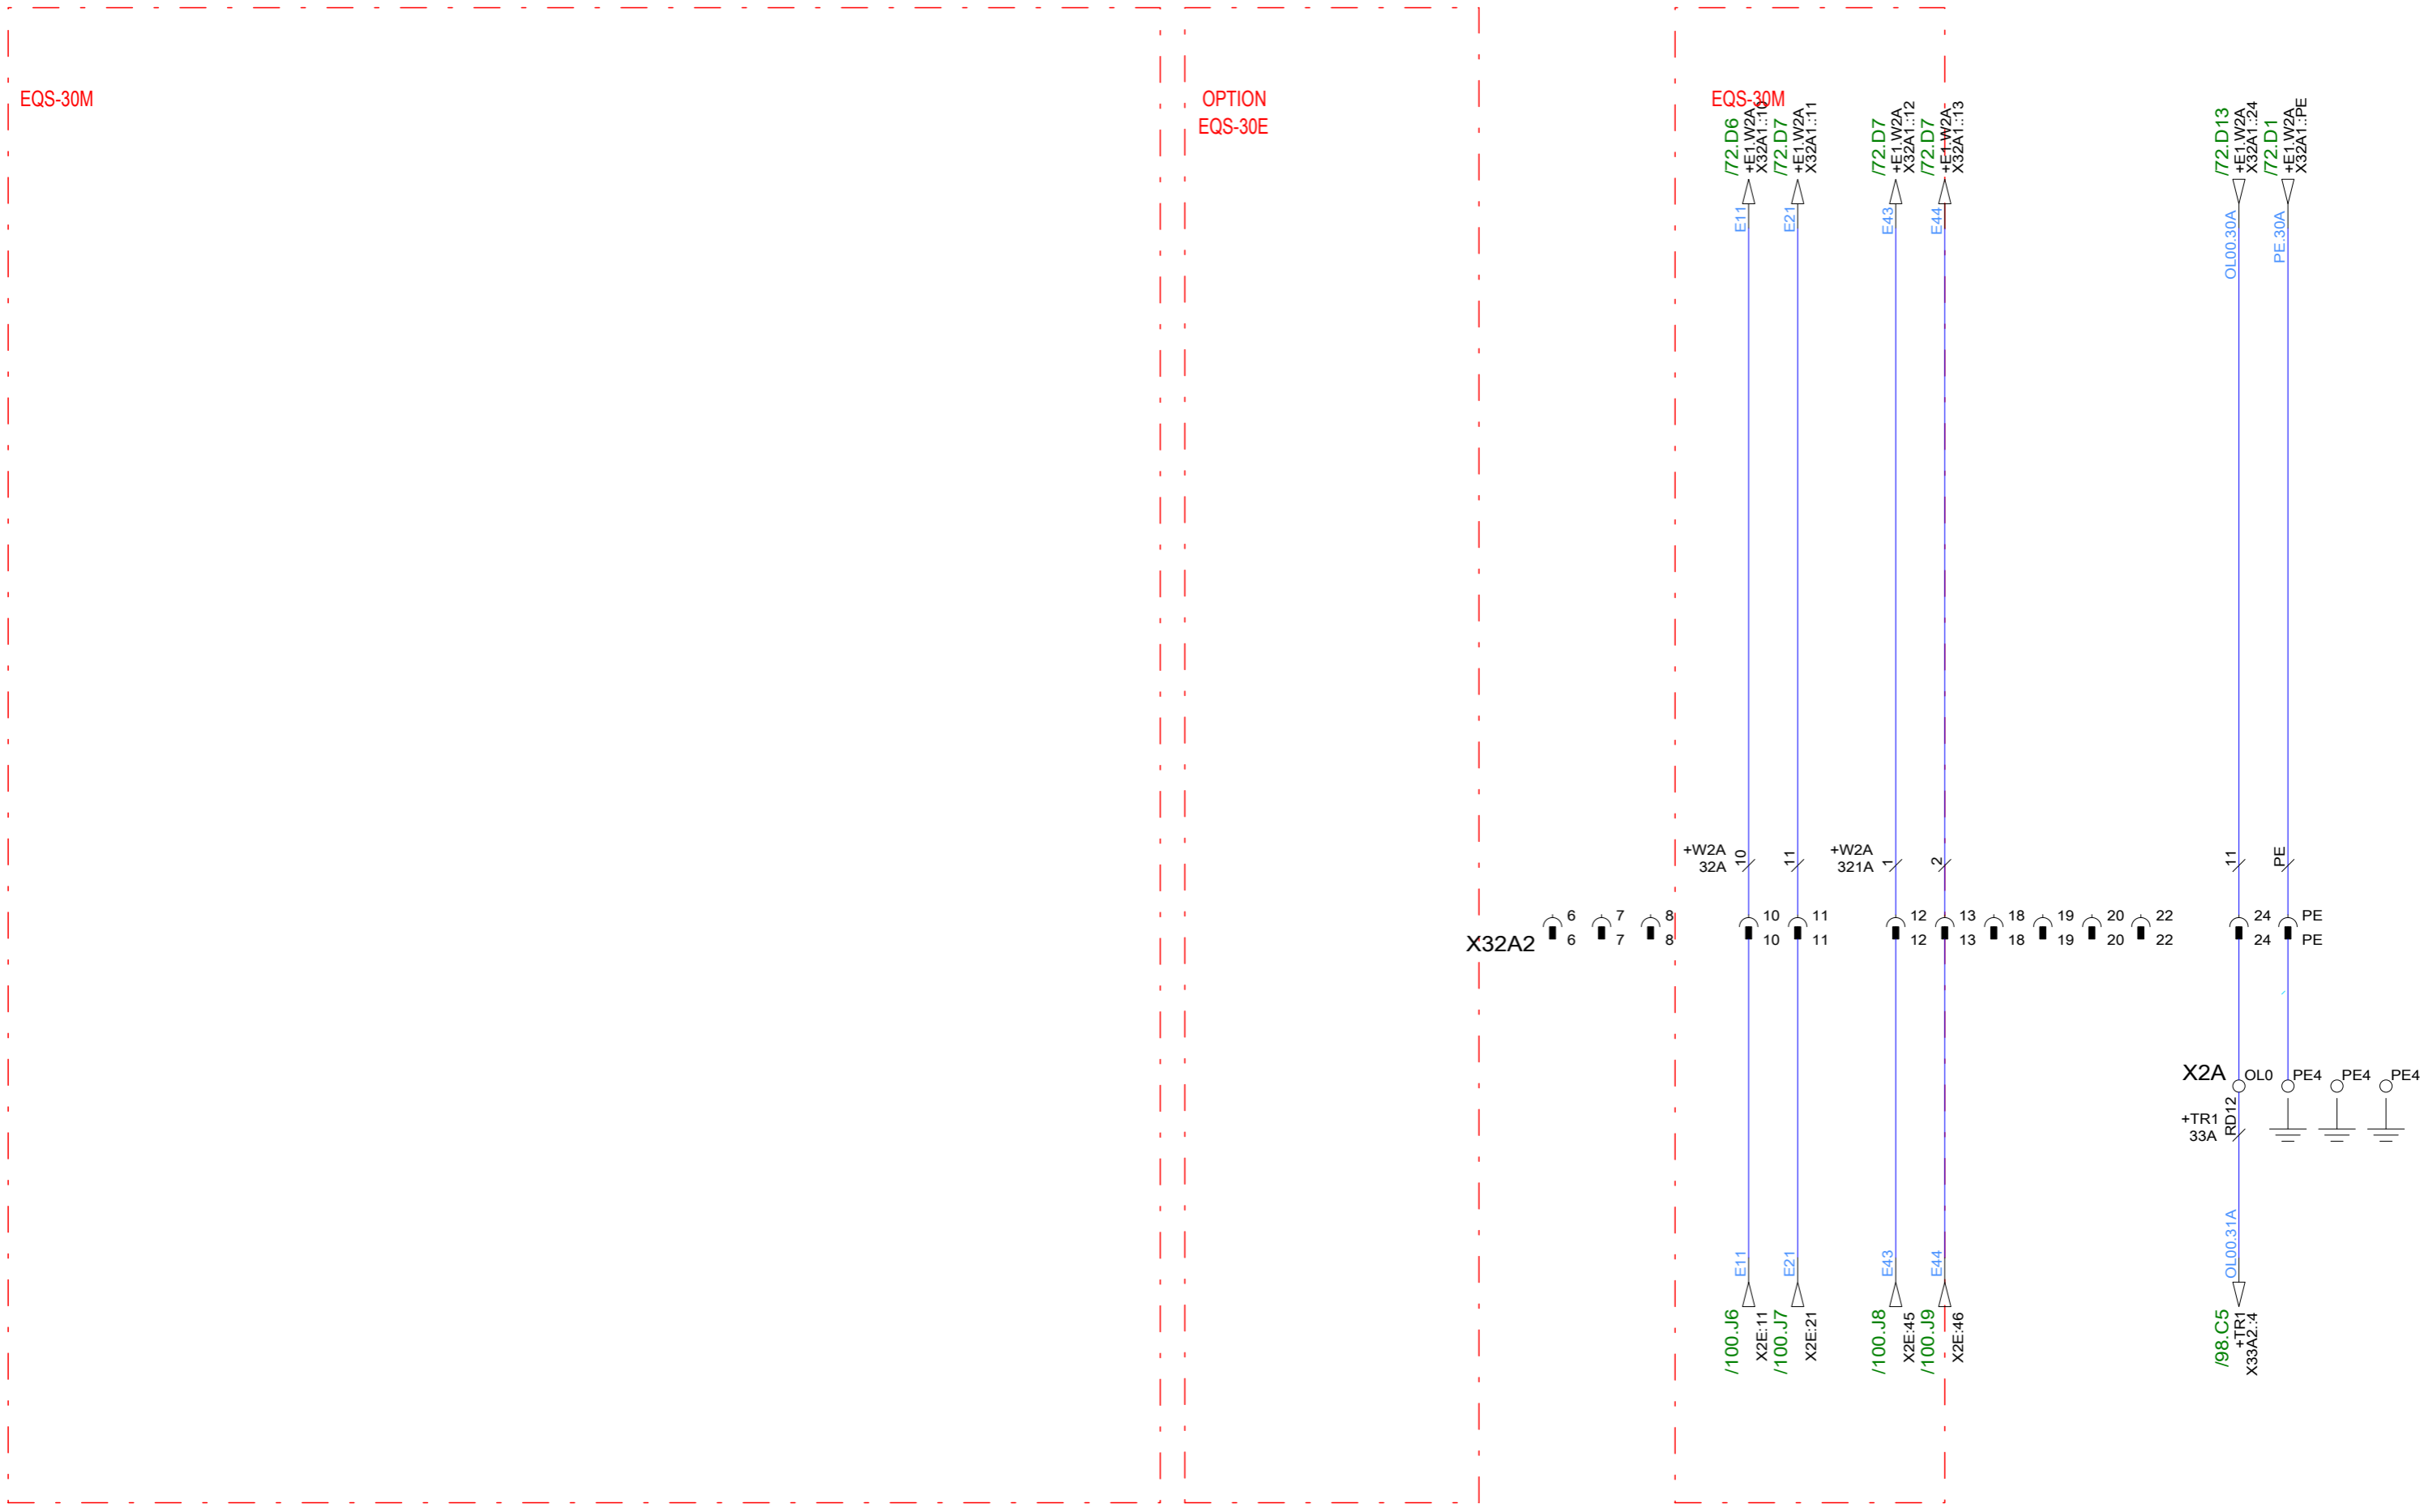 EQS-30M
OPTION
EQS-30E
EQS-30M
/72.D6
+E1.W2A
X32A1.:10
/72.D7
+E1.W2A
X32A1.:11
/72.D7
+E1.W2A
X32A1.:12
/72.D7
+E1.W2A
X32A1.:13
/72.D13
+E1.W2A
X32A1.:24
/72.D1
+E1.W2A
X32A1.:PE
E11
E21
E43
E44
OL00.30A
PE.30A
+W2A
32A
10
11
+W2A
321A
1
2
11
PE
X32A2
6 7 8 10 11 12 13 18 19 20 22 24 PE
6 7 8 10 11 12 13 18 19 20 22 24 PE
X2A
OL0
PE4
PE4
PE4
+TR1
33A
RD12
E11
E21
E43
E44
OL00.31A
/100.J6
X2E:11
/100.J7
X2E:21
/100.J8
X2E:45
/100.J9
X2E:46
/98.C5
+TR1
X33A2.:4